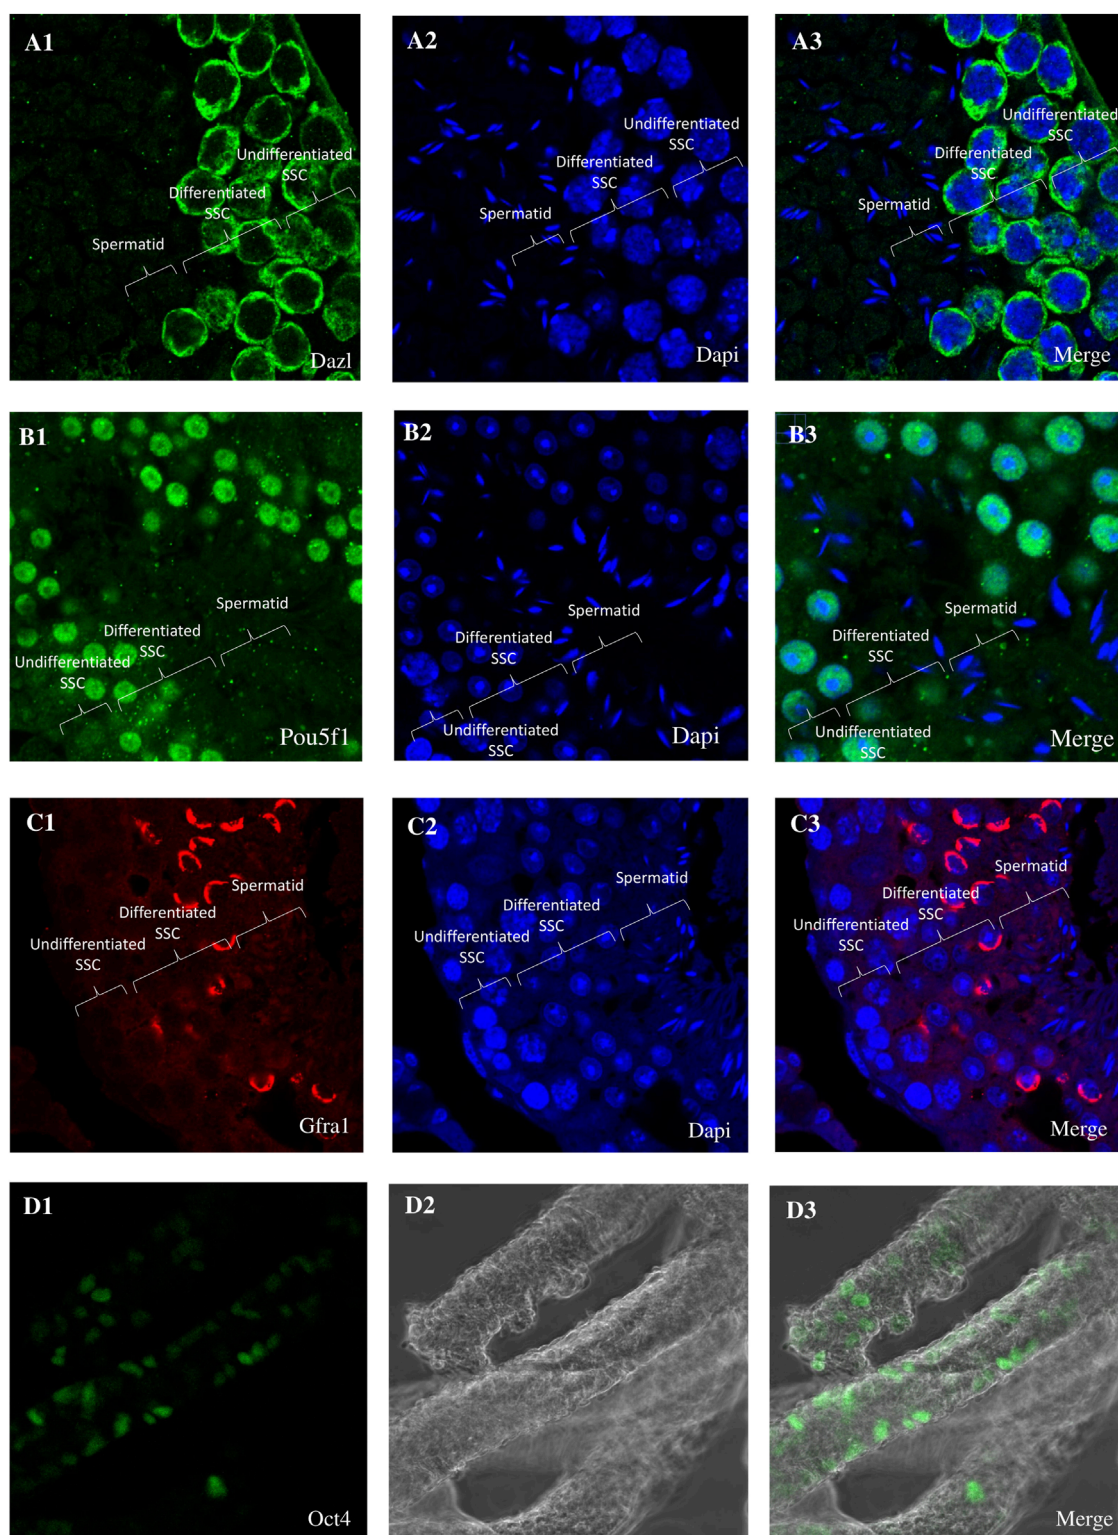 A1
Undifferentiated
SSC
Differentiated
SSC
Spermatid
Dazl
A2
Undifferentiated
SSC
Differentiated
SSC
Spermatid
Dapi
A3
Undifferentiated
SSC
Differentiated
SSC
Spermatid
Merge
B1
Spermatid
Differentiated
SSC
Undifferentiated
SSC
Pou5f1
B2
Spermatid
Differentiated
SSC
Undifferentiated
SSC
Dapi
B3
Spermatid
Differentiated
SSC
Undifferentiated
SSC
Merge
C1
Spermatid
Differentiated
SSC
Undifferentiated
SSC
Gfra1
C2
Spermatid
Differentiated
SSC
Undifferentiated
SSC
Dapi
C3
Spermatid
Differentiated
SSC
Undifferentiated
SSC
Merge
D1
Oct4
D2
D3
Merge